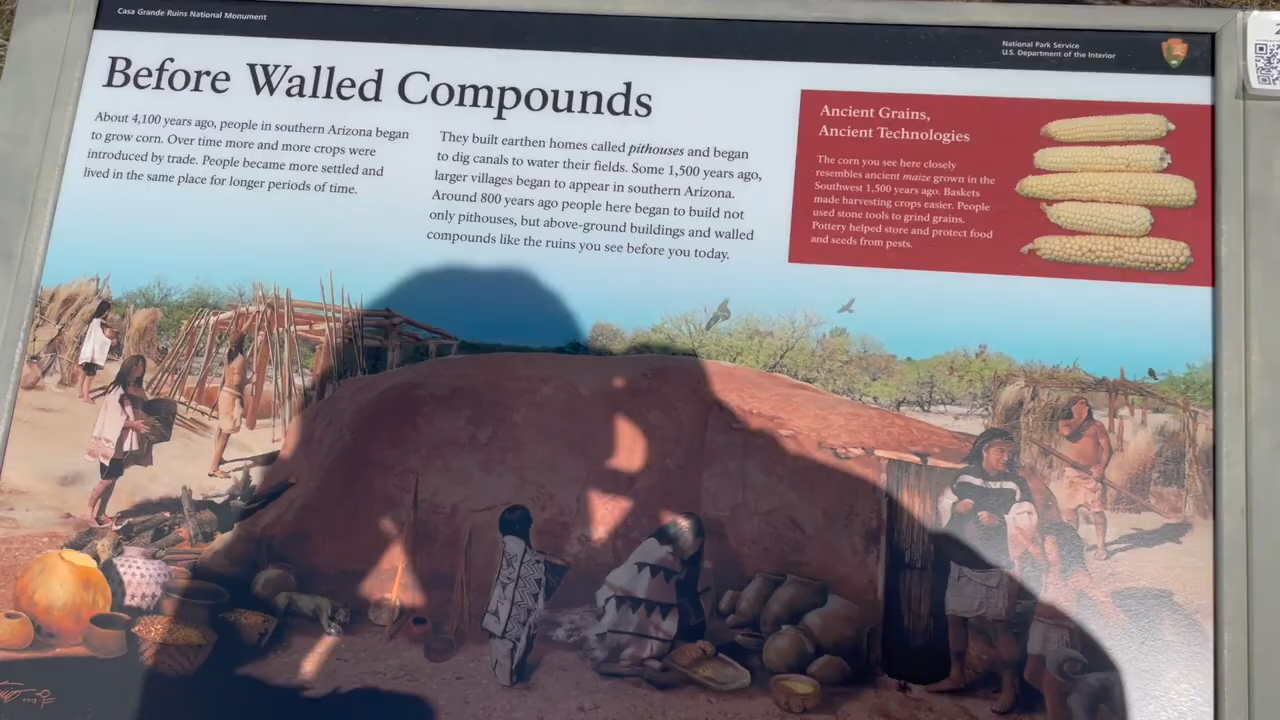 Casa Grande Ruins National Monument
National Park Service
U.S. Department of the Interior
Before Walled Compounds
About 4,100 years ago, people in southern Arizona began
to grow corn. Over time more and more crops were
introduced by trade. People became more settled and
lived in the same place for longer periods of time.
They built earthen homes called pithouses and began
to dig canals to water their fields. Some 1,500 years ago,
larger villages began to appear in southern Arizona.
Around 800 years ago people here began to build not
only pithouses, but above-ground buildings and walled
compounds like the ruins you see before you today.
Ancient Grains,
Ancient Technologies
The corn you see here closely
resembles ancient maize grown in the
Southwest 1,500 years ago. Baskets
made harvesting crops easier. People
used stone tools to grind grains.
Pottery helped store and protect food
and seeds from pests.